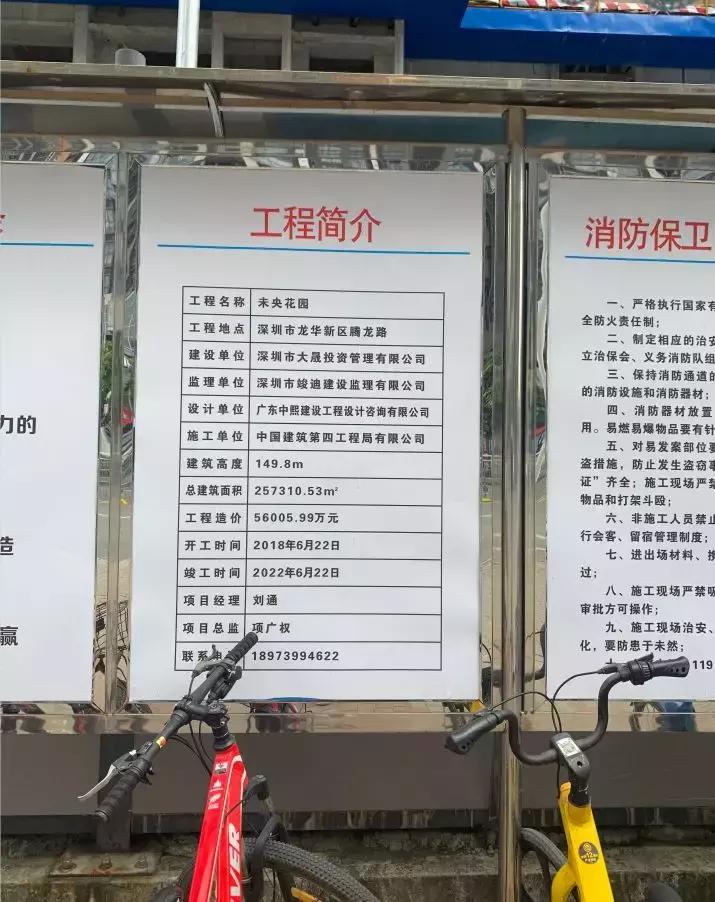 力的
造
赢
工程简介
工程名称 未央花园
工程地点 深圳市龙华新区腾龙路
建设单位 深圳市大晟投资管理有限公司
监理单位 深圳市竣迪建设监理有限公司
设计单位 广东中熙建设工程设计咨询有限公司
施工单位 中国建筑第四工程局有限公司
建筑高度 149.8m
总建筑面积 257310.53㎡
工程造价 56005.99万元
开工时间 2018年6月22日
竣工时间 2022年6月22日
项目经理 刘通
项目总监 项广权
联系 18973994622
消防保卫
一、严格执行国家有
全防火责任制；
二、制定相应的治安
立治保会、义务消防队组
三、保持消防通道的
的消防设施和消防器材；
四、消防器材放置
用。易燃易爆物品要有针
五、对易发案部位要
盗措施，防止发生盗窃事
证”齐全；施工现场严禁
物品和打架斗殴；
六、非施工人员禁止
行会客、留宿管理制度；
七、进出场材料、携
过；
八、施工现场严禁吸
审批方可操作；
九、施工现场治安、
化，要防患于未然；
119
VER